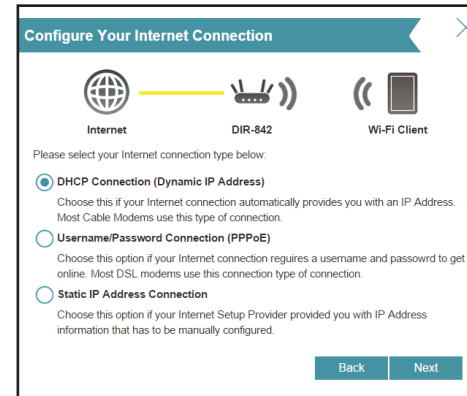 Configure Your Internet Connection
Internet DIR-842 Wi-Fi Client
Please select your Internet connection type below:
DHCP Connection (Dynamic IP Address)
Choose this if your Internet connection automatically provides you with an IP Address.
Most Cable Modems use this type of connection.
Username/Password Connection (PPPoE)
Choose this option if your Internet connection requires a username and passowrd to get
online. Most DSL modems use this connection type of connection.
Static IP Address Connection
Choose this option if your Internet Setup Provider provided you with IP Address
information that has to be manually configured.
Back Next